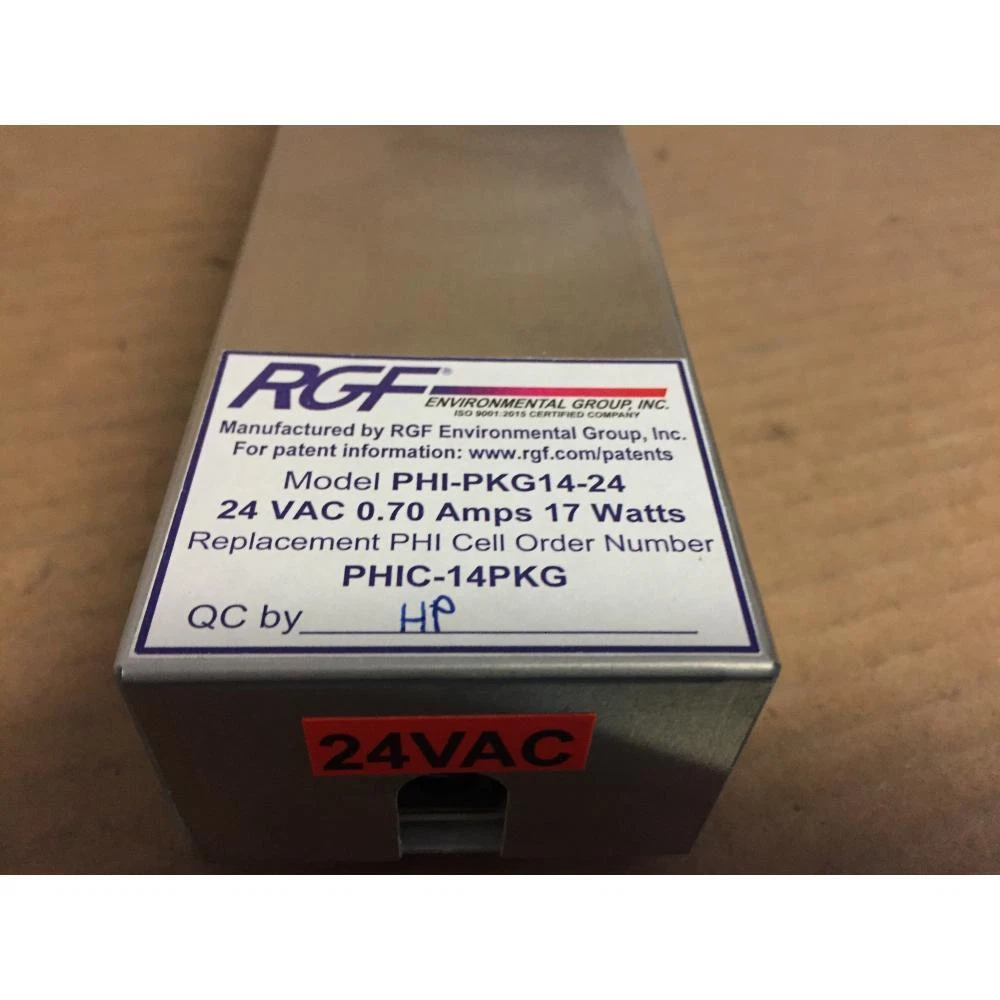 RGF®
ENVIRONMENTAL GROUP, INC.
ISO 9001:2015 CERTIFIED COMPANY
Manufactured by RGF Environmental Group, Inc.
For patent information: www.rgf.com/patents
Model PHI-PKG14-24
24 VAC 0.70 Amps 17 Watts
Replacement PHI Cell Order Number
PHIC-14PKG
QC by HP
24VAC